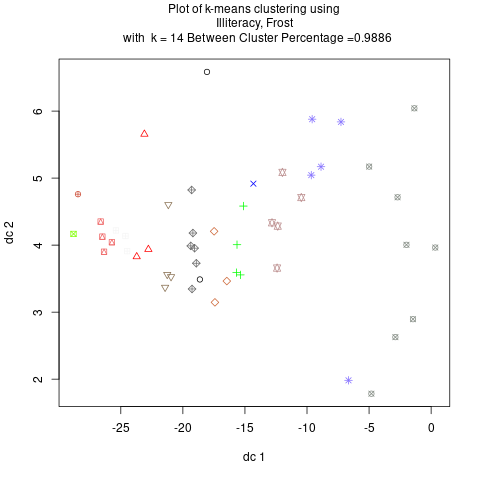 Plot of k-means clustering using
Illiteracy, Frost
with k = 14 Between Cluster Percentage =0.9886
6
5
4
3
2
dc 2
-25 -20 -15 -10 -5 0
dc 1